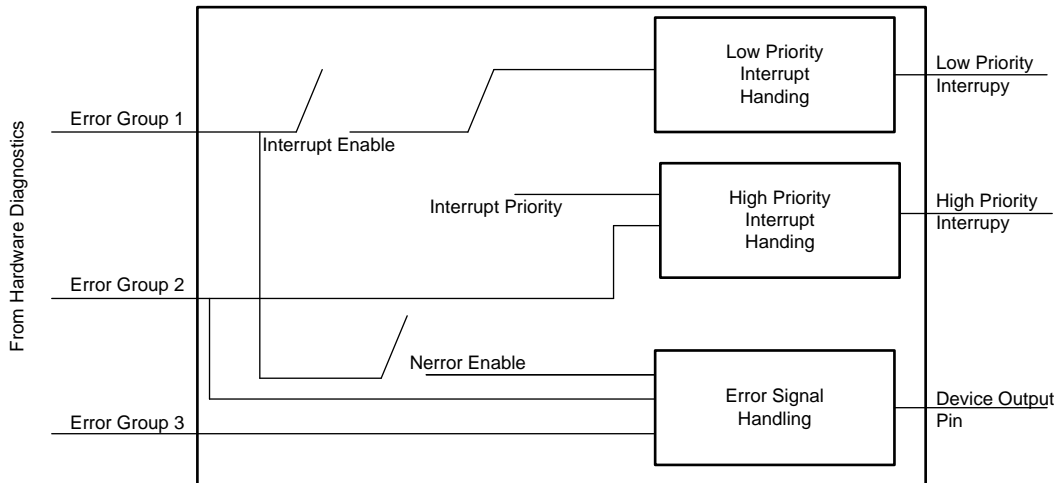 From Hardware Diagnostics
Error Group 1
Interrupt Enable
Low Priority
Interrupt
Handing
Low Priority
Interrupy
Interrupt Priority
High Priority
Interrupt
Handing
High Priority
Interrupy
Error Group 2
Nerror Enable
Error Signal
Handling
Device Output
Pin
Error Group 3